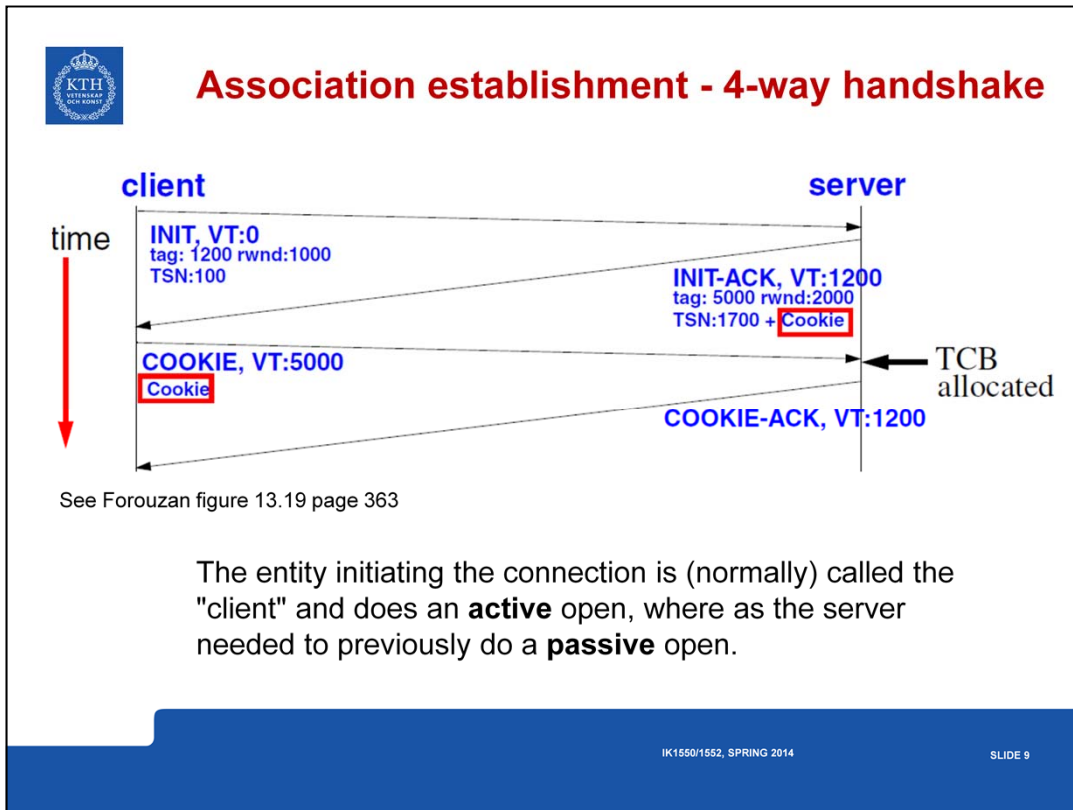 KTH
VETENSKAP
OCH KONST
Association establishment - 4-way handshake
client
server
time
INIT, VT:0
tag: 1200 rwnd:1000
TSN:100
INIT-ACK, VT:1200
tag: 5000 rwnd:2000
TSN:1700 + Cookie
COOKIE, VT:5000
Cookie
TCB
allocated
COOKIE-ACK, VT:1200
See Forouzan figure 13.19 page 363
The entity initiating the connection is (normally) called the
"client" and does an active open, where as the server
needed to previously do a passive open.
IK1550/1552, SPRING 2014
SLIDE 9